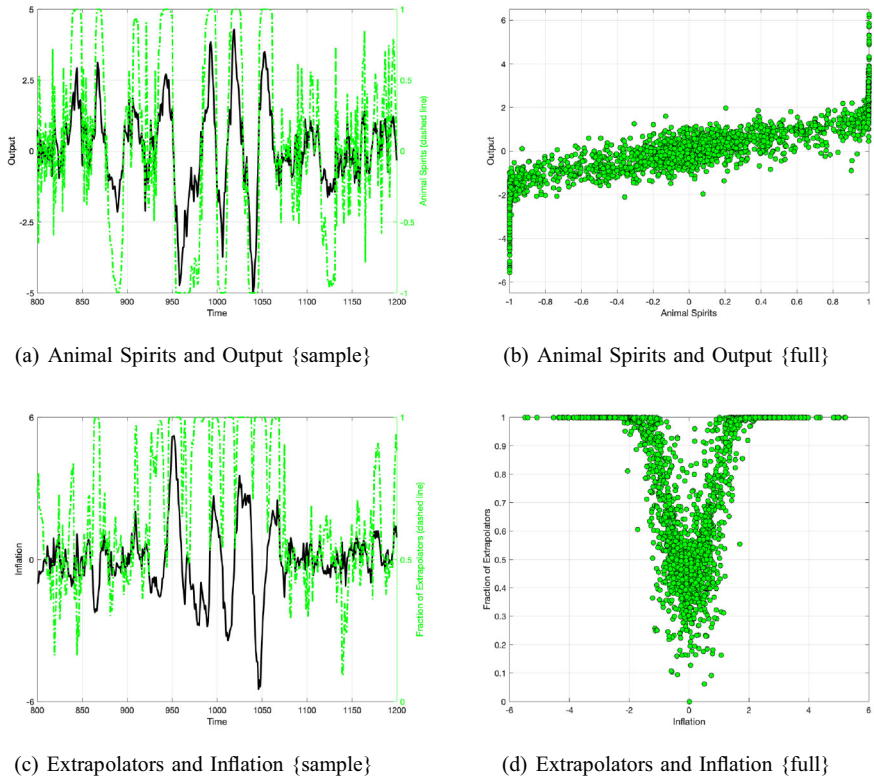 5
2.5
0
-2.5
-5
Output
1
0.5
0
-0.5
-1
Animal Spirits (dashed line)
800 850 900 950 1000 1050 1100 1150 1200
Time
(a) Animal Spirits and Output {sample}
6
4
2
0
-2
-4
-6
Output
-1 -0.8 -0.6 -0.4 -0.2 0 0.2 0.4 0.6 0.8 1
Animal Spirits
(b) Animal Spirits and Output {full}
6
0
-6
Inflation
1
0.5
0
Fraction of Extrapolators (dashed line)
800 850 900 950 1000 1050 1100 1150 1200
Time
(c) Extrapolators and Inflation {sample}
1
0.9
0.8
0.7
0.6
0.5
0.4
0.3
0.2
0.1
0
Fraction of Extrapolators
-6 -4 -2 0 2 4 6
Inflation
(d) Extrapolators and Inflation {full}